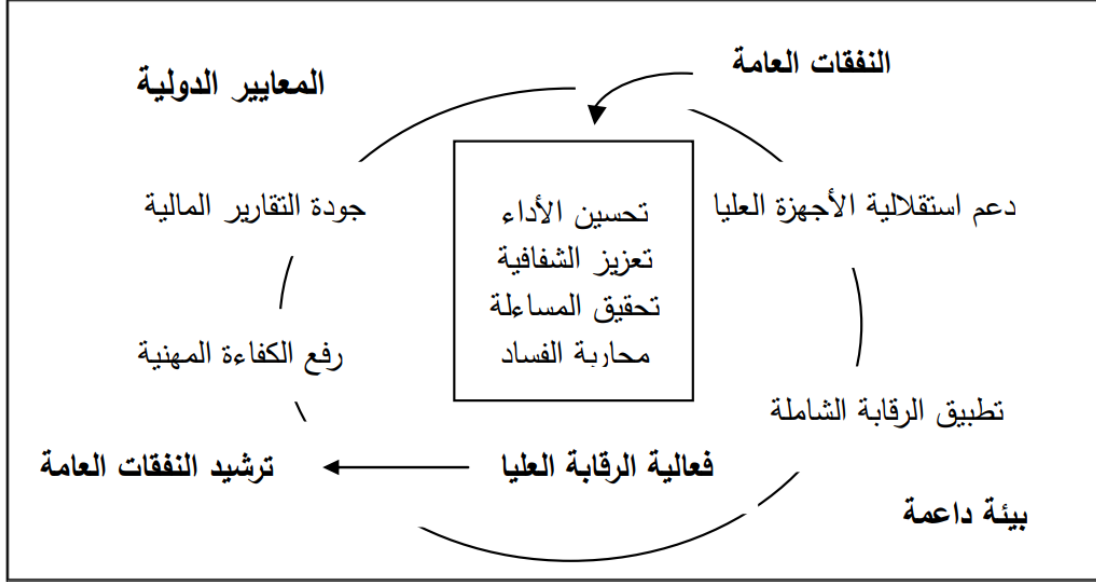 النفقات العامة
المعايير الدولية
دعم استقلالية الأجهزة العليا
جودة التقارير المالية
تحسين الأداء
تعزيز الشفافية
تحقيق المساءلة
محاربة الفساد
رفع الكفاءة المهنية
تطبيق الرقابة الشاملة
فعالية الرقابة العليا
ترشيد النفقات العامة
بيئة داعمة